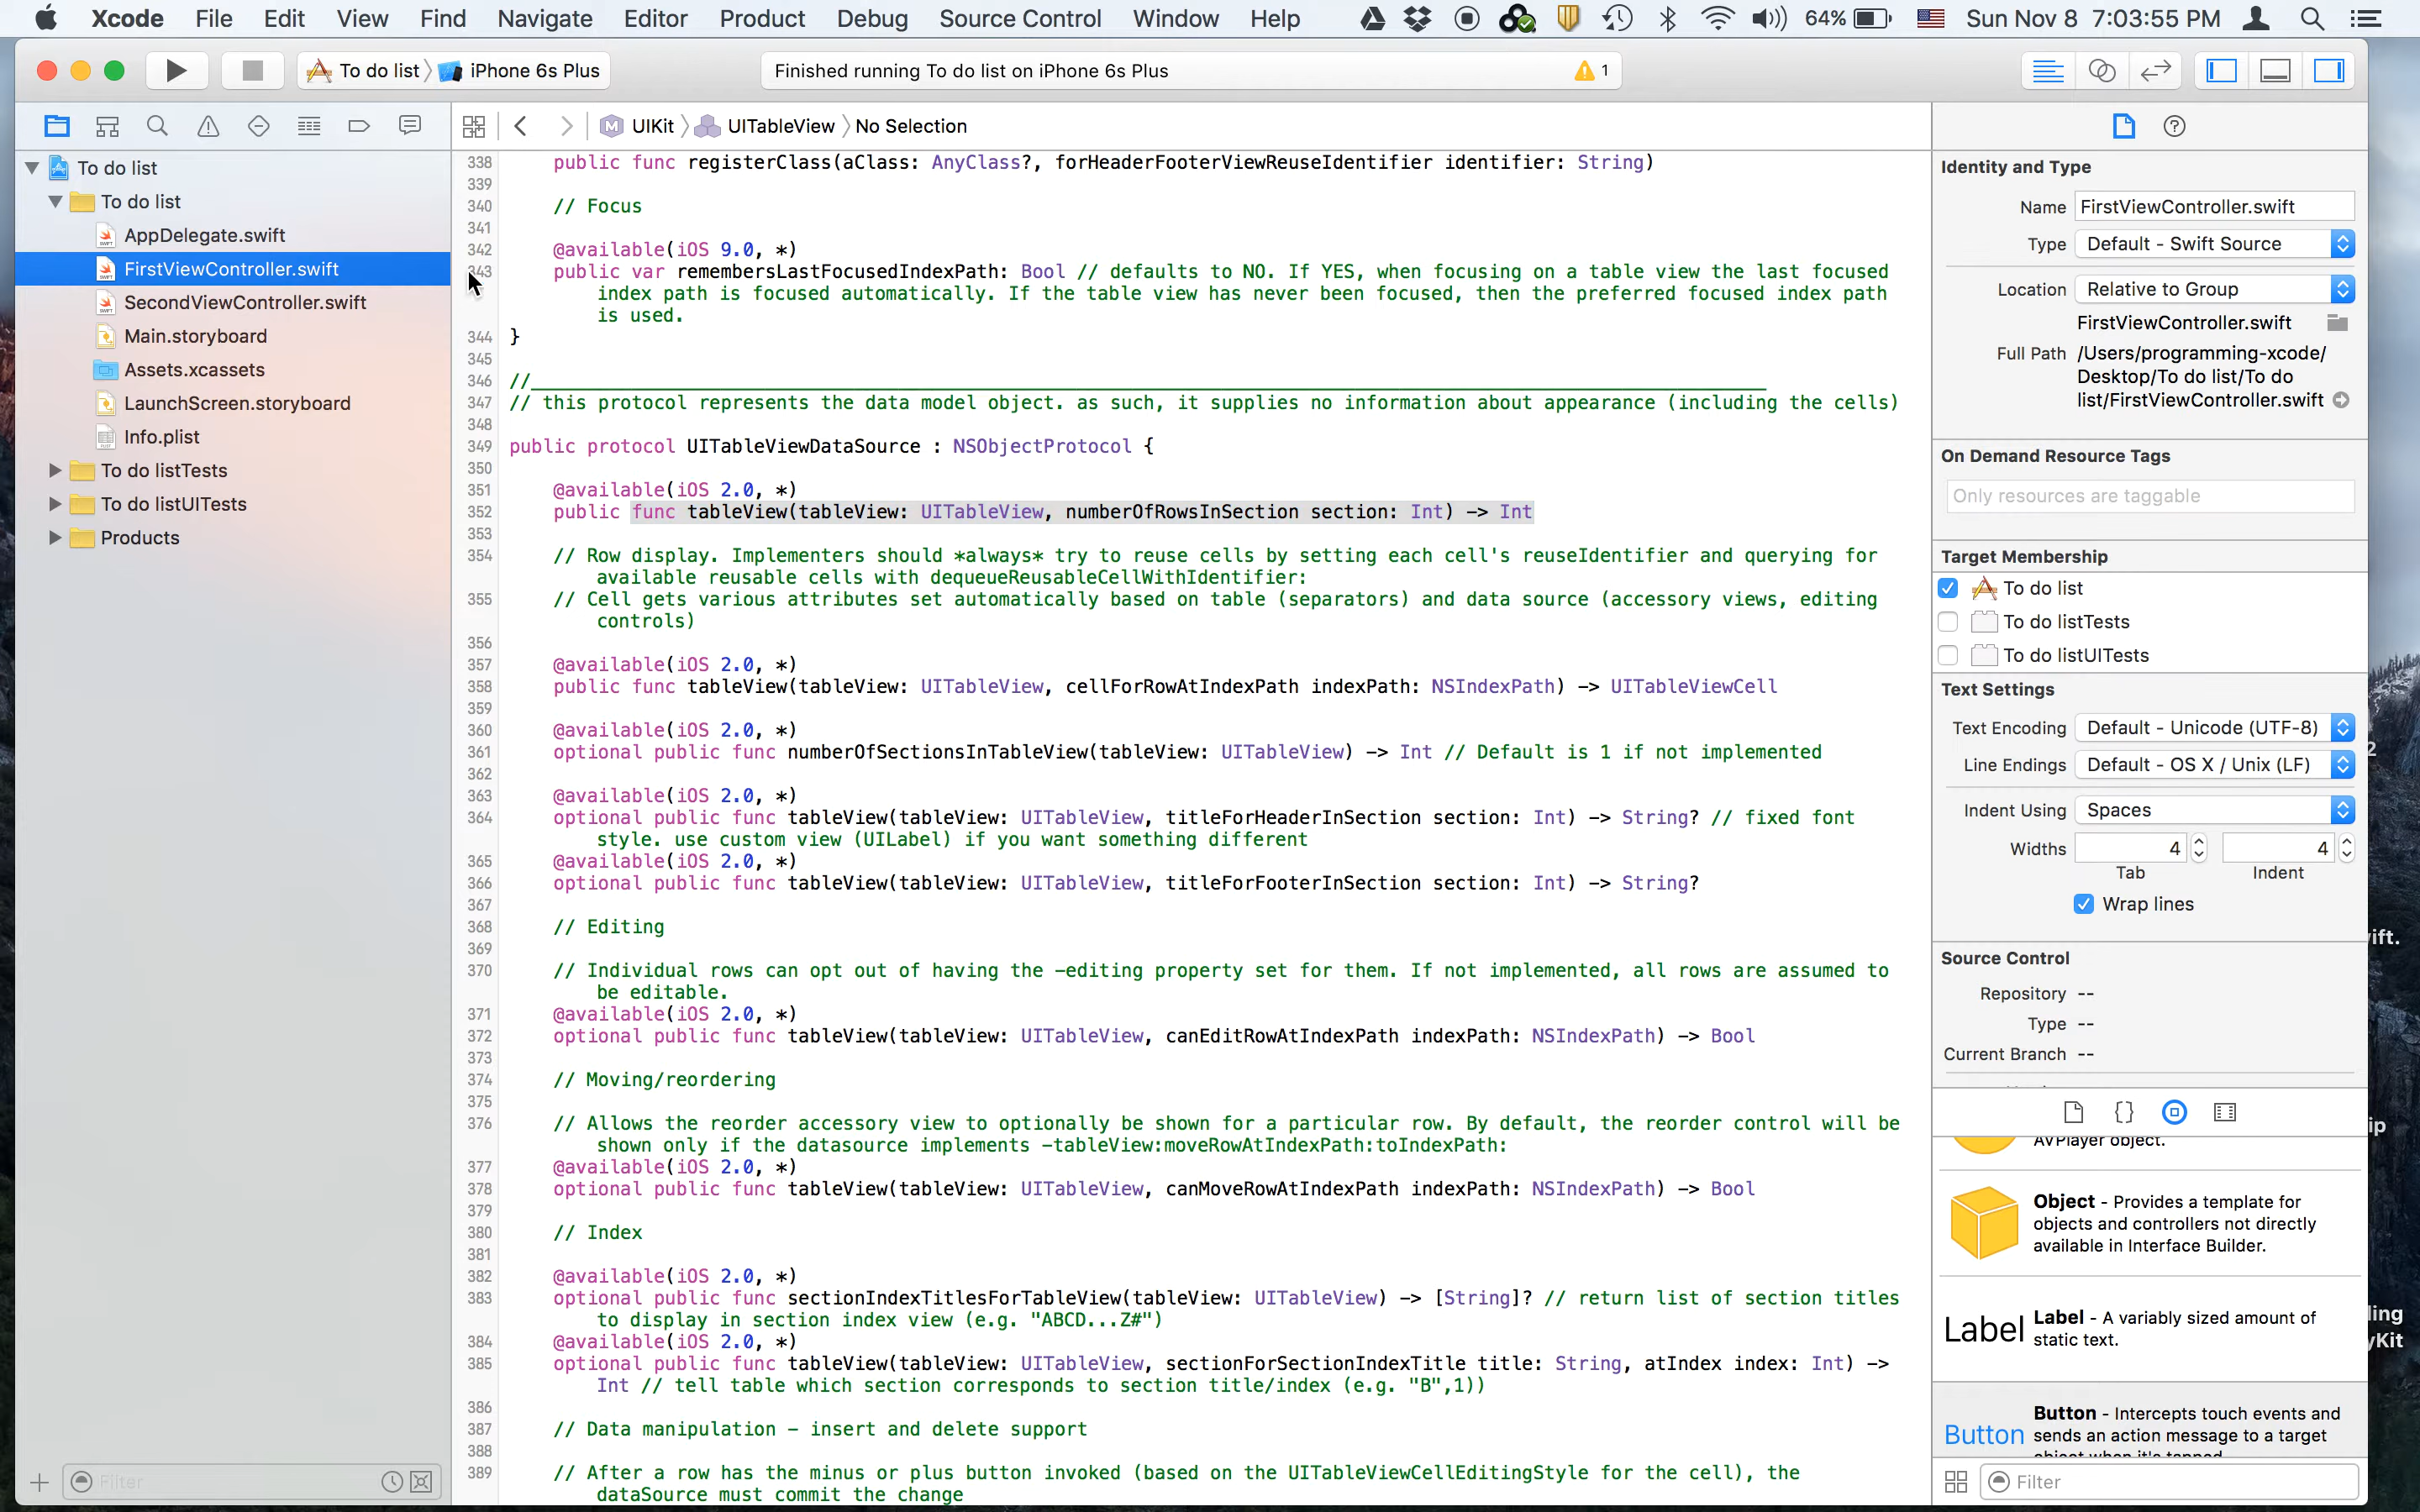 Xcode File Edit View Find Navigate Editor Product Debug Source Control Window Help 64% Sun Nov 8 7:03:55 PM
To do list iPhone 6s Plus Finished running To do list on iPhone 6s Plus 1
UIKit UITableView No Selection
To do list
To do list
AppDelegate.swift
FirstViewController.swift
SecondViewController.swift
Main.storyboard
Assets.xcassets
LaunchScreen.storyboard
Info.plist
To do listTests
To do listUITests
Products
Filter
338 public func registerClass(aClass: AnyClass?, forHeaderFooterViewReuseIdentifier identifier: String)
339
340 // Focus
341
342 @available(iOS 9.0, *)
343 public var remembersLastFocusedIndexPath: Bool // defaults to NO. If YES, when focusing on a table view the last focused
index path is focused automatically. If the table view has never been focused, then the preferred focused index path
is used.
344 }
345
346 //
347 // this protocol represents the data model object. as such, it supplies no information about appearance (including the cells)
348
349 public protocol UITableViewDataSource : NSObjectProtocol {
350
351 @available(iOS 2.0, *)
352 public func tableView(tableView: UITableView, numberOfRowsInSection section: Int) -> Int
353
354 // Row display. Implementers should *always* try to reuse cells by setting each cell's reuseIdentifier and querying for
available reusable cells with dequeueReusableCellWithIdentifier:
355 // Cell gets various attributes set automatically based on table (separators) and data source (accessory views, editing
controls)
356
357 @available(iOS 2.0, *)
358 public func tableView(tableView: UITableView, cellForRowAtIndexPath indexPath: NSIndexPath) -> UITableViewCell
359
360 @available(iOS 2.0, *)
361 optional public func numberOfSectionsInTableView(tableView: UITableView) -> Int // Default is 1 if not implemented
362
363 @available(iOS 2.0, *)
364 optional public func tableView(tableView: UITableView, titleForHeaderInSection section: Int) -> String? // fixed font
style. use custom view (UILabel) if you want something different
365 @available(iOS 2.0, *)
366 optional public func tableView(tableView: UITableView, titleForFooterInSection section: Int) -> String?
367
368 // Editing
369
370 // Individual rows can opt out of having the -editing property set for them. If not implemented, all rows are assumed to
be editable.
371 @available(iOS 2.0, *)
372 optional public func tableView(tableView: UITableView, canEditRowAtIndexPath indexPath: NSIndexPath) -> Bool
373
374 // Moving/reordering
375
376 // Allows the reorder accessory view to optionally be shown for a particular row. By default, the reorder control will be
shown only if the datasource implements -tableView:moveRowAtIndexPath:toIndexPath:
377 @available(iOS 2.0, *)
378 optional public func tableView(tableView: UITableView, canMoveRowAtIndexPath indexPath: NSIndexPath) -> Bool
379
380 // Index
381
382 @available(iOS 2.0, *)
383 optional public func sectionIndexTitlesForTableView(tableView: UITableView) -> [String]? // return list of section titles
to display in section index view (e.g. "ABCD...Z#")
384 @available(iOS 2.0, *)
385 optional public func tableView(tableView: UITableView, sectionForSectionIndexTitle title: String, atIndex index: Int) ->
Int // tell table which section corresponds to section title/index (e.g. "B",1))
386
387 // Data manipulation - insert and delete support
388
389 // After a row has the minus or plus button invoked (based on the UITableViewCellEditingStyle for the cell), the
dataSource must commit the change
Identity and Type
Name FirstViewController.swift
Type Default - Swift Source
Location Relative to Group
FirstViewController.swift
Full Path /Users/programming-xcode/
Desktop/To do list/To do
list/FirstViewController.swift
On Demand Resource Tags
Only resources are taggable
Target Membership
To do list
To do listTests
To do listUITests
Text Settings
Text Encoding Default - Unicode (UTF-8)
Line Endings Default - OS X / Unix (LF)
Indent Using Spaces
Widths 4 4
Tab Indent
Wrap lines
Source Control
Repository --
Type --
Current Branch --
AVPlayer object.
Object - Provides a template for
objects and controllers not directly
available in Interface Builder.
Label Label - A variably sized amount of
static text.
Button - Intercepts touch events and
Button sends an action message to a target
object when it's tapped.
Filter
2
ift.
ip
ling
yKit